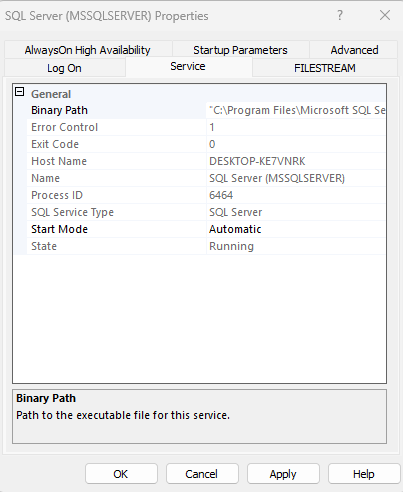 SQL Server (MSSQLSERVER) Properties ? ×
AlwaysOn High Availability Startup Parameters Advanced
Log On Service FILESTREAM
General
Binary Path "C:\Program Files\Microsoft SQL Se
Error Control 1
Exit Code 0
Host Name DESKTOP-KE7VNRK
Name SQL Server (MSSQLSERVER)
Process ID 6464
SQL Service Type SQL Server
Start Mode Automatic
State Running
Binary Path
Path to the executable file for this service.
OK Cancel Apply Help